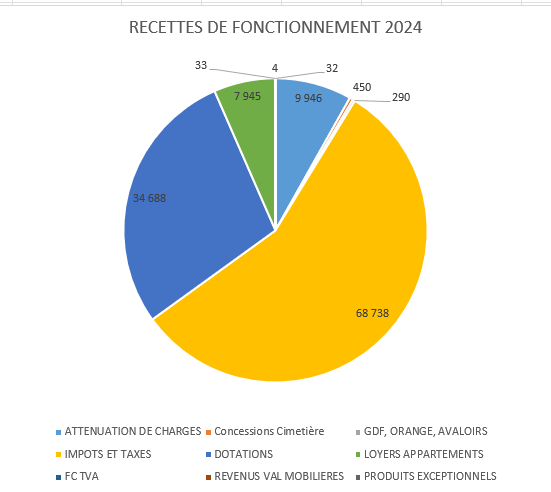 RECETTES DE FONCTIONNEMENT 2024
33
4
32
450
290
7 945
9 946
34 688
68 738
ATTENUATION DE CHARGES
Concessions Cimetière
GDF, ORANGE, AVALOIRS
IMPOTS ET TAXES
DOTATIONS
LOYERS APPARTEMENTS
FC TVA
REVENUS VAL MOBILIERES
PRODUITS EXCEPTIONNELS